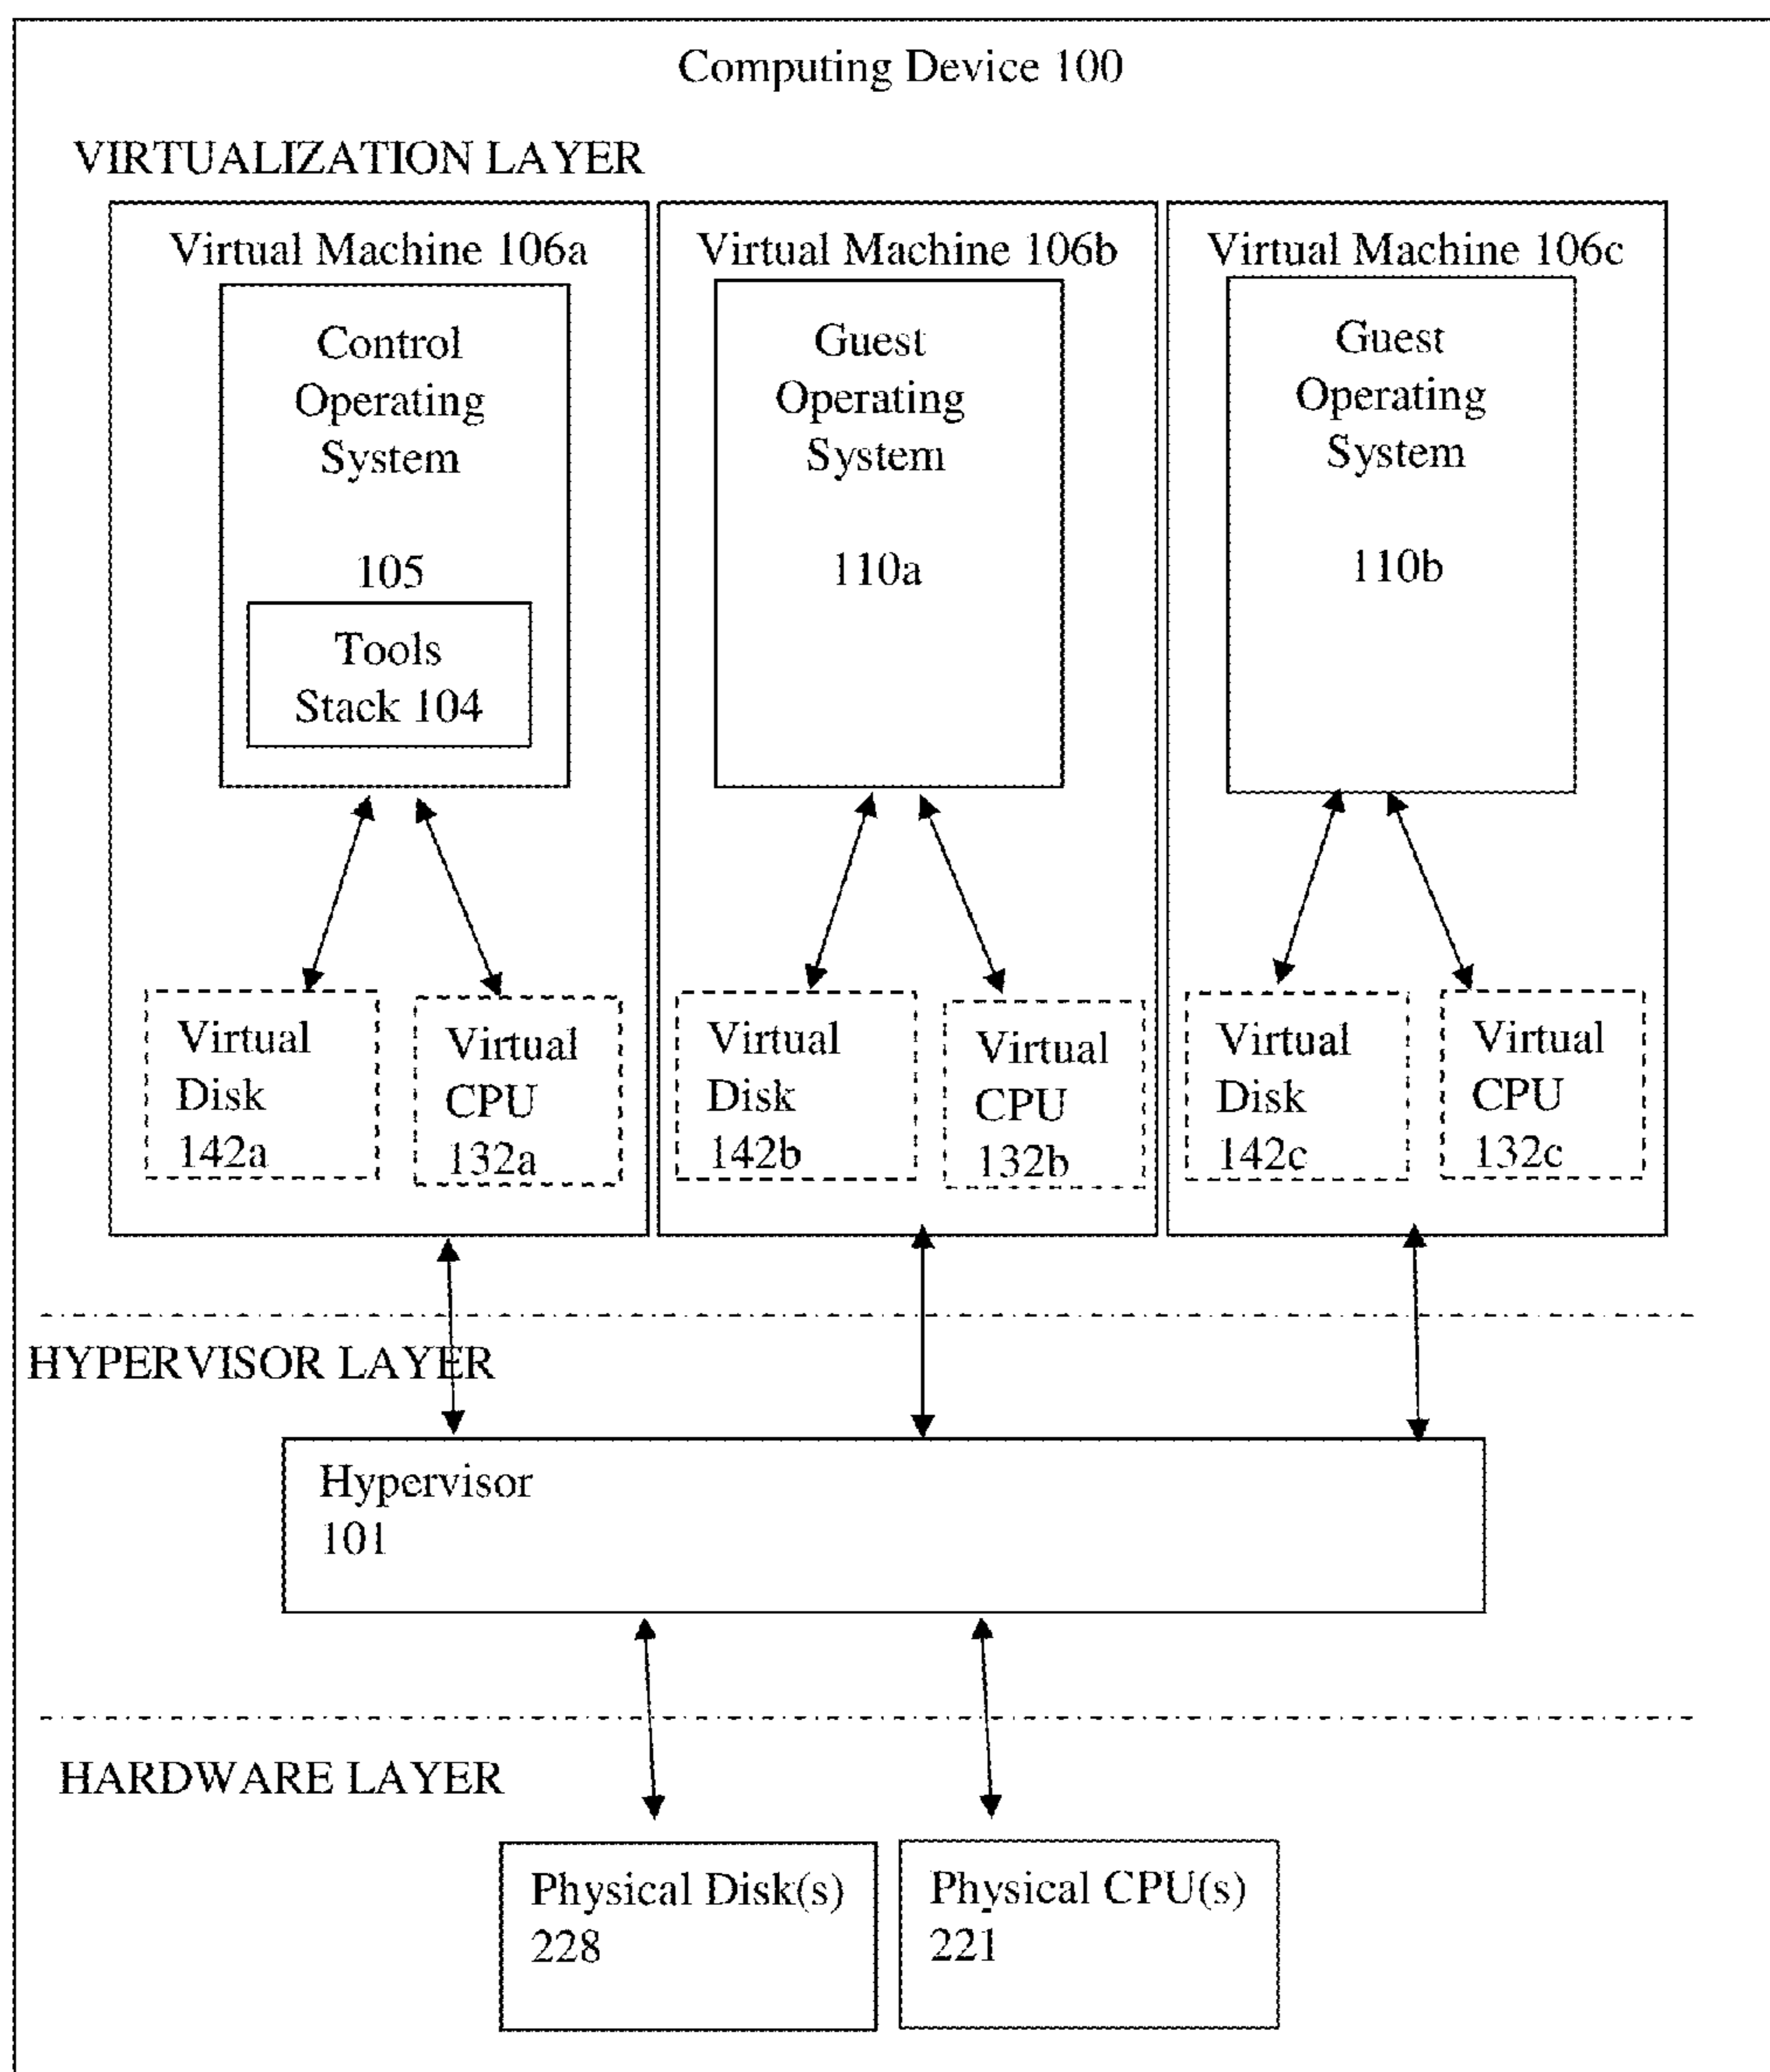 Computing Device 100
VIRTUALIZATION LAYER
Virtual Machine 106a
Control
Operating
System
105
Tools
Stack 104
Virtual
Disk
142a
Virtual
CPU
132a
Virtual Machine 106b
Guest
Operating
System
110a
Virtual
Disk
142b
Virtual
CPU
132b
Virtual Machine 106c
Guest
Operating
System
110b
Virtual
Disk
142c
Virtual
CPU
132c
HYPERVISOR LAYER
Hypervisor
101
HARDWARE LAYER
Physical Disk(s)
228
Physical CPU(s)
221